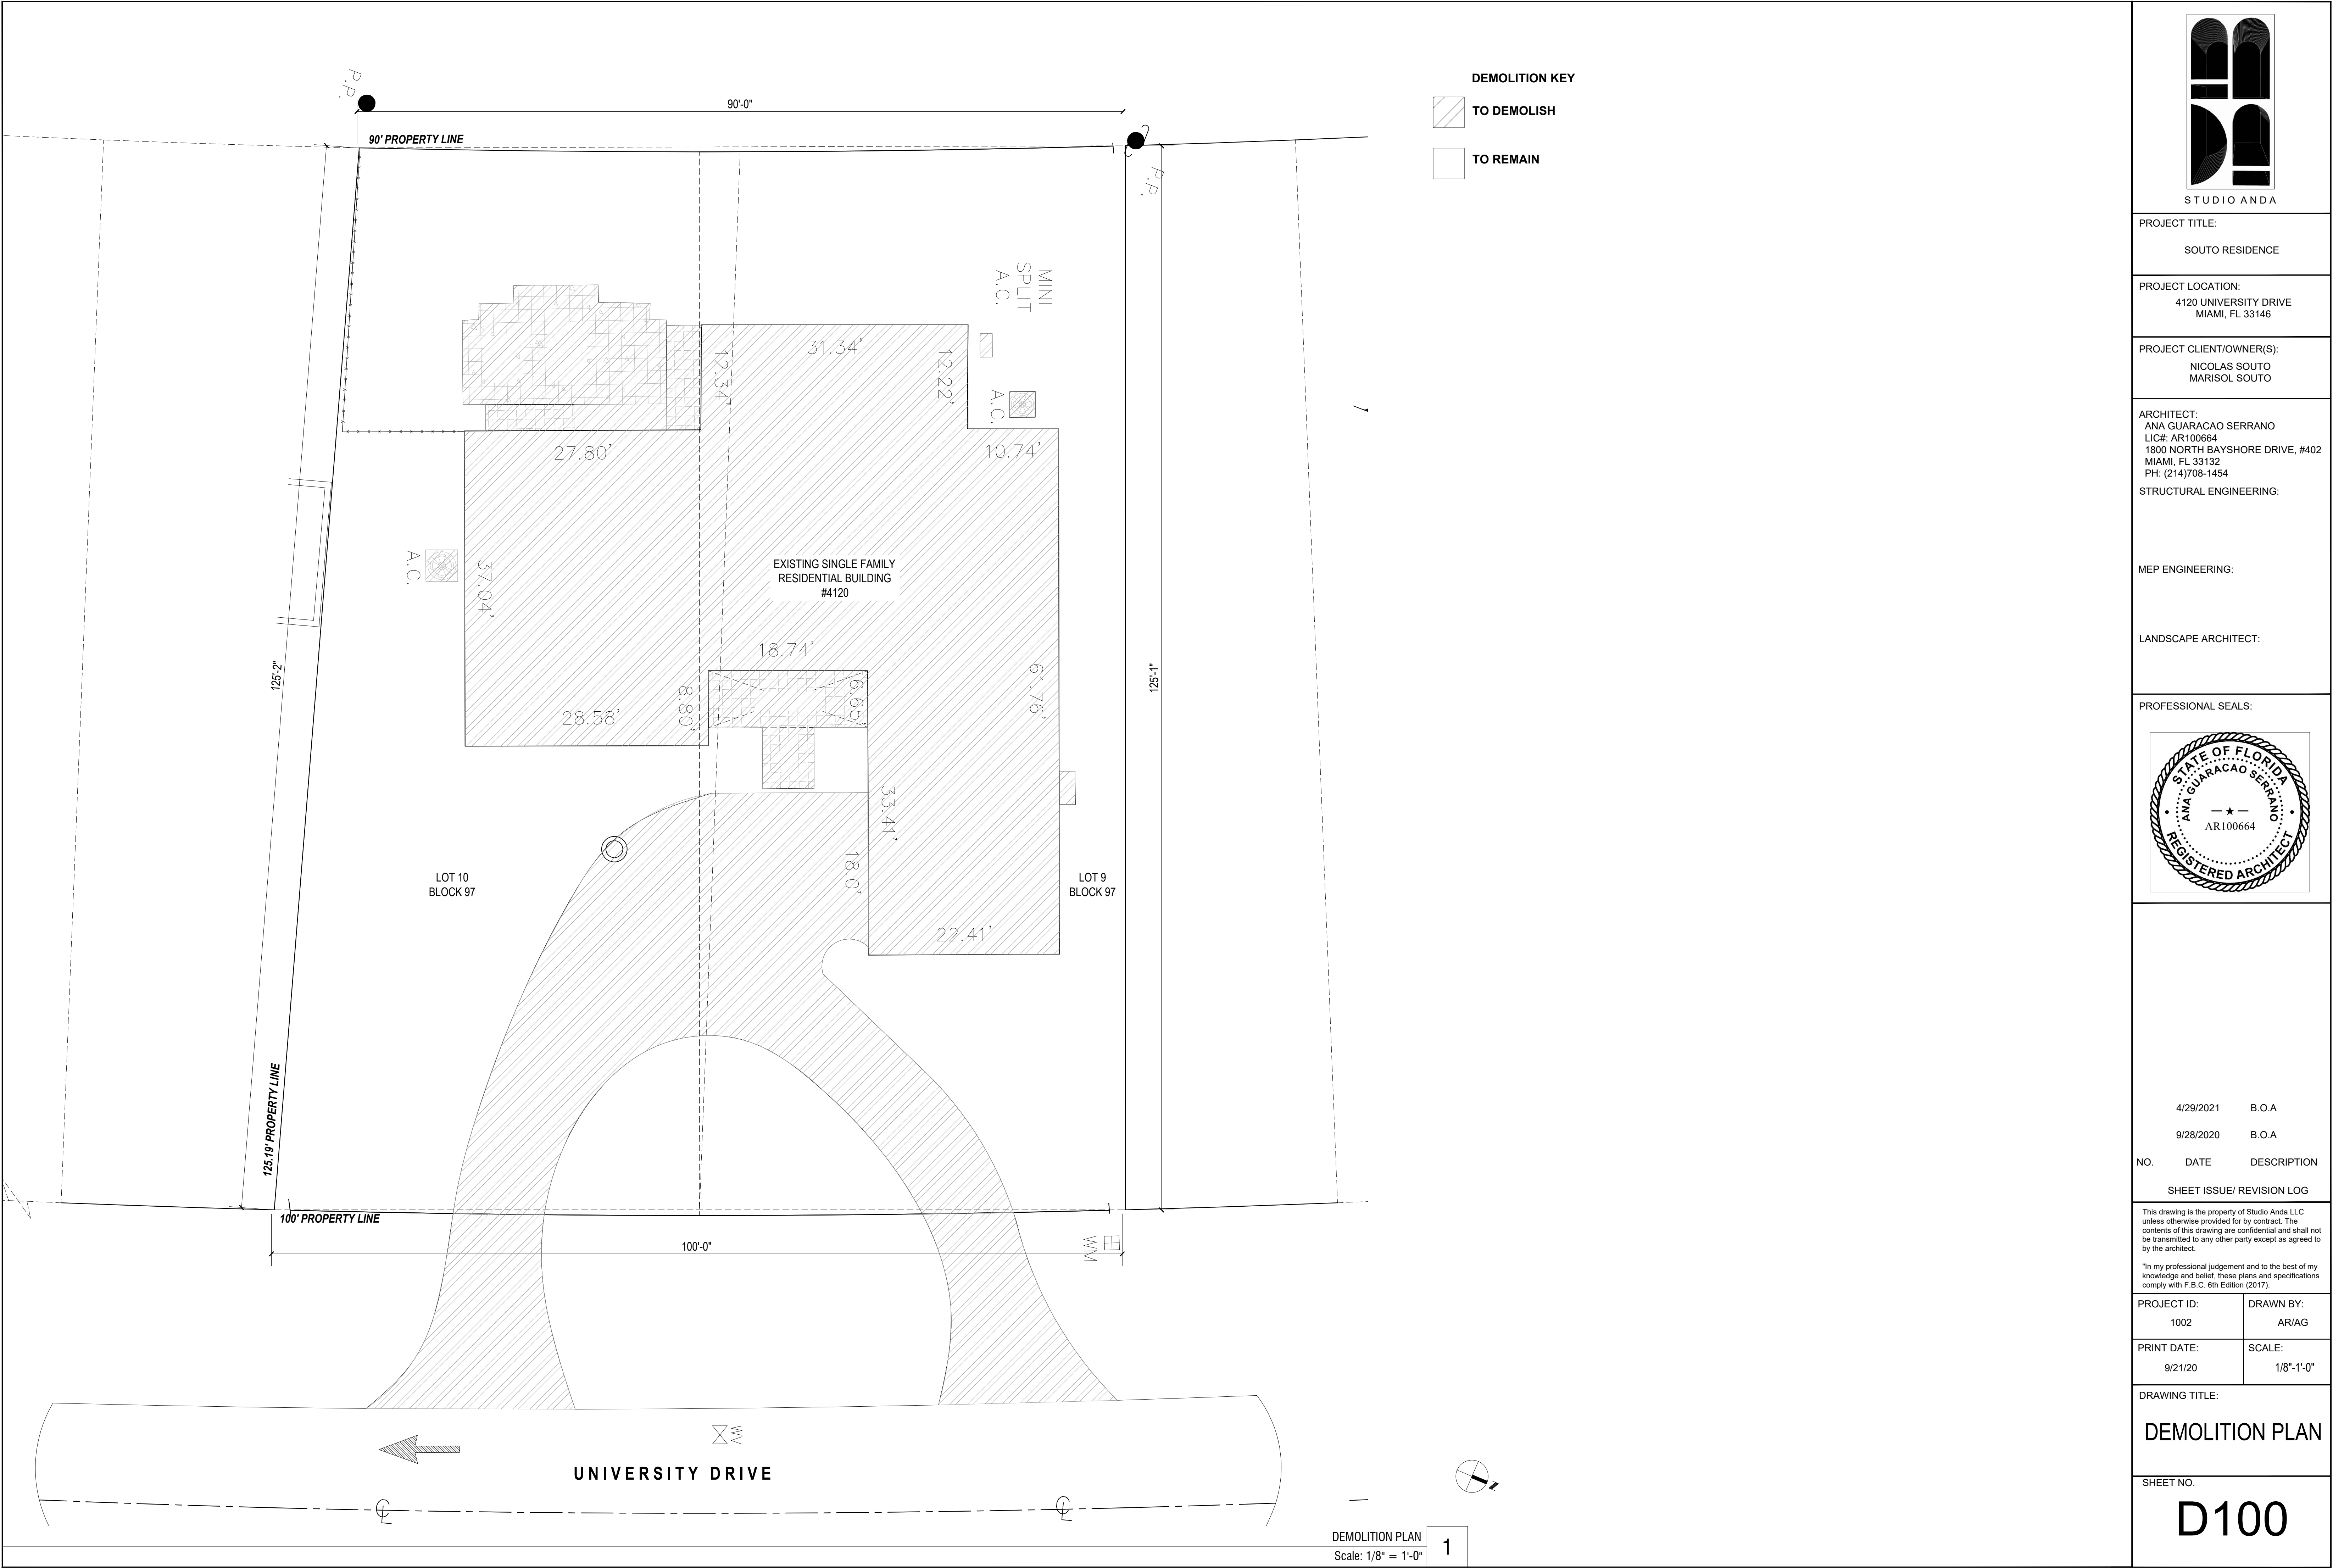 P.P.
90'-0"
90' PROPERTY LINE
P.P.
DEMOLITION KEY
TO DEMOLISH
TO REMAIN
MINI
SPLIT
A.C.
31.34'
12.34'
12.22'
A.C.
27.80'
10.74'
A.C.
37.04'
EXISTING SINGLE FAMILY
RESIDENTIAL BUILDING
#4120
18.74'
125'-2"
125'-1"
61.76'
8.80'
6.65'
28.58'
33.41'
18.0'
LOT 10
BLOCK 97
LOT 9
BLOCK 97
22.41'
125.19' PROPERTY LINE
100' PROPERTY LINE
100'-0"
WM
WV
UNIVERSITY DRIVE
CL
CL
DEMOLITION PLAN
Scale: 1/8" = 1'-0"
1
STUDIO ANDA
PROJECT TITLE:
SOUTO RESIDENCE
PROJECT LOCATION:
4120 UNIVERSITY DRIVE
MIAMI, FL 33146
PROJECT CLIENT/OWNER(S):
NICOLAS SOUTO
MARISOL SOUTO
ARCHITECT:
ANA GUARACAO SERRANO
LIC#: AR100664
1800 NORTH BAYSHORE DRIVE, #402
MIAMI, FL 33132
PH: (214)708-1454
STRUCTURAL ENGINEERING:
MEP ENGINEERING:
LANDSCAPE ARCHITECT:
PROFESSIONAL SEALS:
STATE OF FLORIDA
ANA GUARACAO SERRANO
AR100664
REGISTERED ARCHITECT
4/29/2021 B.O.A
9/28/2020 B.O.A
NO. DATE DESCRIPTION
SHEET ISSUE/ REVISION LOG
This drawing is the property of Studio Anda LLC
unless otherwise provided for by contract. The
contents of this drawing are confidential and shall not
be transmitted to any other party except as agreed to
by the architect.
"In my professional judgement and to the best of my
knowledge and belief, these plans and specifications
comply with F.B.C. 6th Edition (2017).
PROJECT ID:
1002
DRAWN BY:
AR/AG
PRINT DATE:
9/21/20
SCALE:
1/8"-1'-0"
DRAWING TITLE:
DEMOLITION PLAN
SHEET NO.
D100